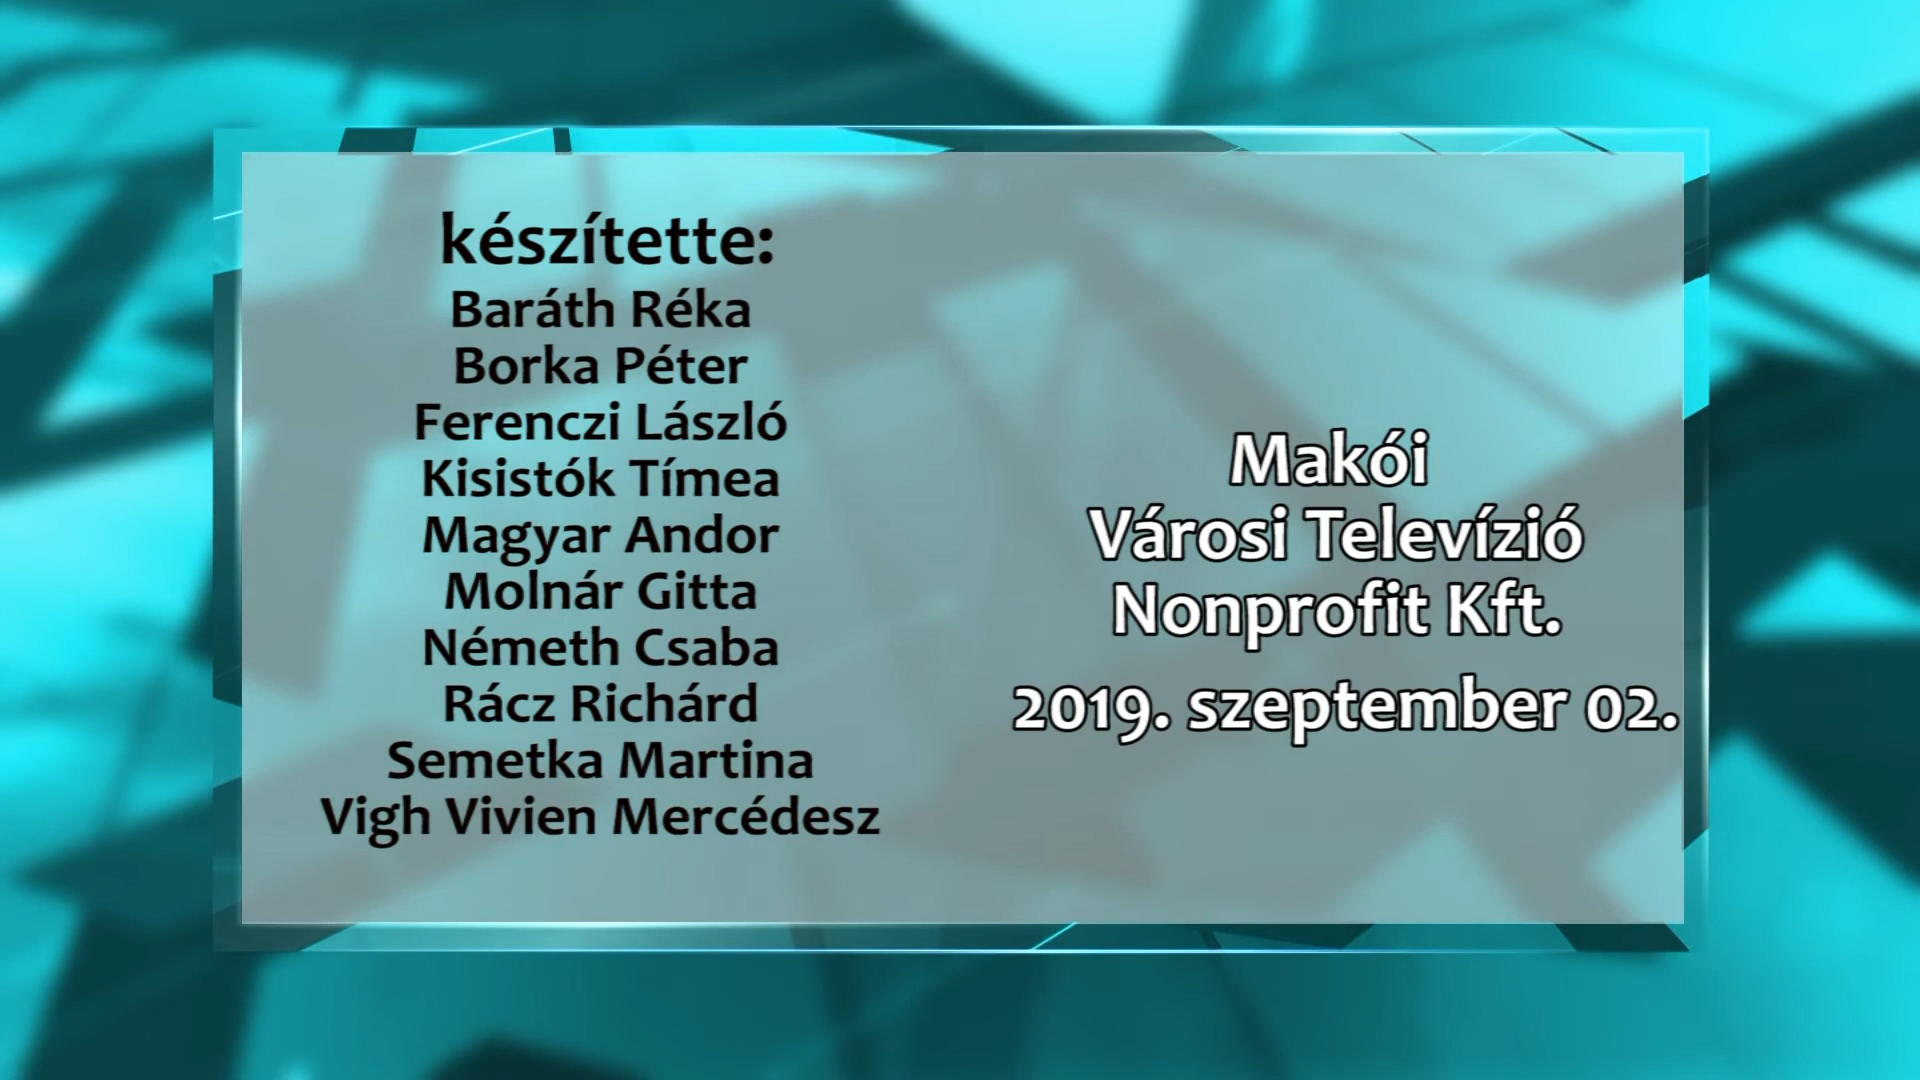 készítette:
Baráth Réka
Borka Péter
Ferenczi László
Kisistók Tímea
Magyar Andor
Molnár Gitta
Németh Csaba
Rácz Richárd
Semetka Martina
Vigh Vivien Mercédesz
Makói
Városi Televízió
Nonprofit Kft.
2019. szeptember 02.